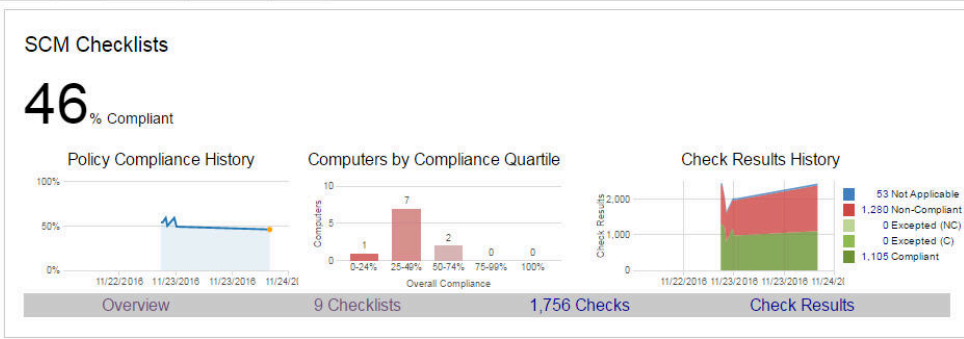 SCM Checklists
46 % Compliant
Policy Compliance History
100%
50%
0%
11/22/2016 11/23/2016 11/23/2016 11/24/2
Computers by Compliance Quartile
Computers
10
5
0
1
7
2
0
0
0-24% 25-49% 50-74% 75-99% 100%
Overall Compliance
Check Results History
Check Results
2,000
1,000
0
11/22/2016 11/23/2016 11/23/2016 11/24/2
53 Not Applicable
1,280 Non-Compliant
0 Excepted (NC)
0 Excepted (C)
1,105 Compliant
Overview 9 Checklists 1,756 Checks Check Results